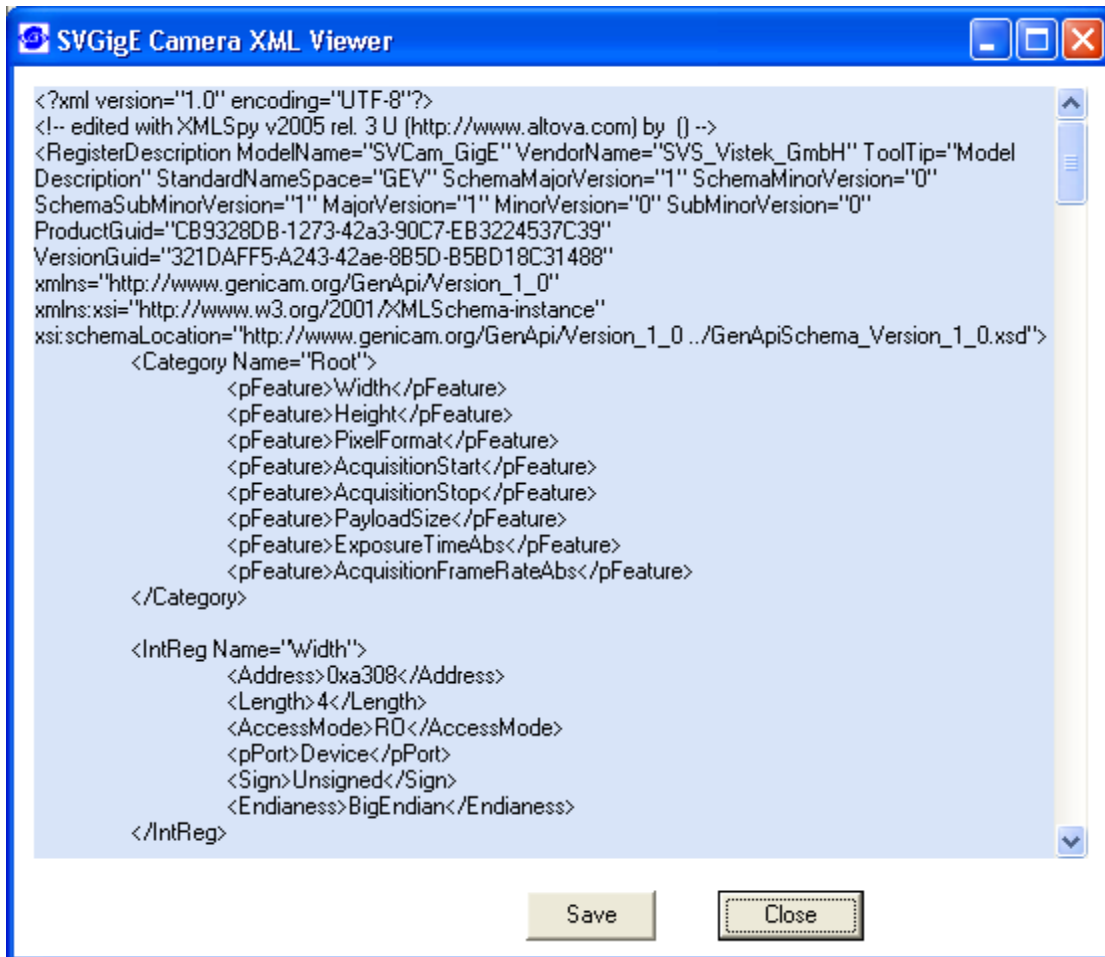 SVGigE Camera XML Viewer
<?xml version="1.0" encoding="UTF-8"?>
<!-- edited with XMLSpy v2005 rel. 3 U (http://www.altova.com) by  () -->
<RegisterDescription ModelName="SVCam_GigE" VendorName="SVS_Vistek_GmbH" ToolTip="Model
Description" StandardNameSpace="GEV" SchemaMajorVersion="1" SchemaMinorVersion="0"
SchemaSubMinorVersion="1" MajorVersion="1" MinorVersion="0" SubMinorVersion="0"
ProductGuid="CB9328DB-1273-42a3-90C7-EB3224537C39"
VersionGuid="321DAFF5-A243-42ae-8B5D-B5BD18C31488"
xmlns="http://www.genicam.org/GenApi/Version_1_0"
xmlns:xsi="http://www.w3.org/2001/XMLSchema-instance"
xsi:schemaLocation="http://www.genicam.org/GenApi/Version_1_0 ../GenApiSchema_Version_1_0.xsd">
<Category Name="Root">
<pFeature>Width</pFeature>
<pFeature>Height</pFeature>
<pFeature>PixelFormat</pFeature>
<pFeature>AcquisitionStart</pFeature>
<pFeature>AcquisitionStop</pFeature>
<pFeature>PayloadSize</pFeature>
<pFeature>ExposureTimeAbs</pFeature>
<pFeature>AcquisitionFrameRateAbs</pFeature>
</Category>
<IntReg Name="Width">
<Address>0xa308</Address>
<Length>4</Length>
<AccessMode>RO</AccessMode>
<pPort>Device</pPort>
<Sign>Unsigned</Sign>
<Endianess>BigEndian</Endianess>
</IntReg>
Save
Close